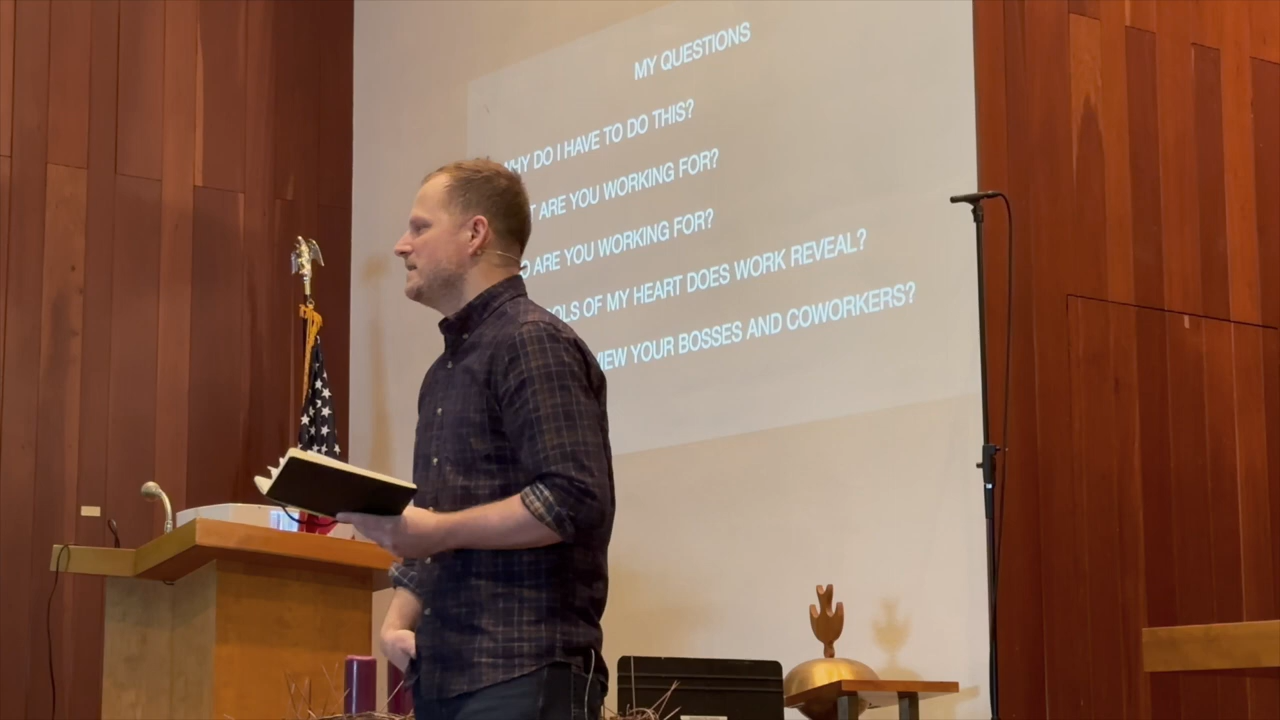 MY QUESTIONS
WHY DO I HAVE TO DO THIS?
ARE YOU WORKING FOR?
ARE YOU WORKING FOR?
OF MY HEART DOES WORK REVEAL?
VIEW YOUR BOSSES AND COWORKERS?